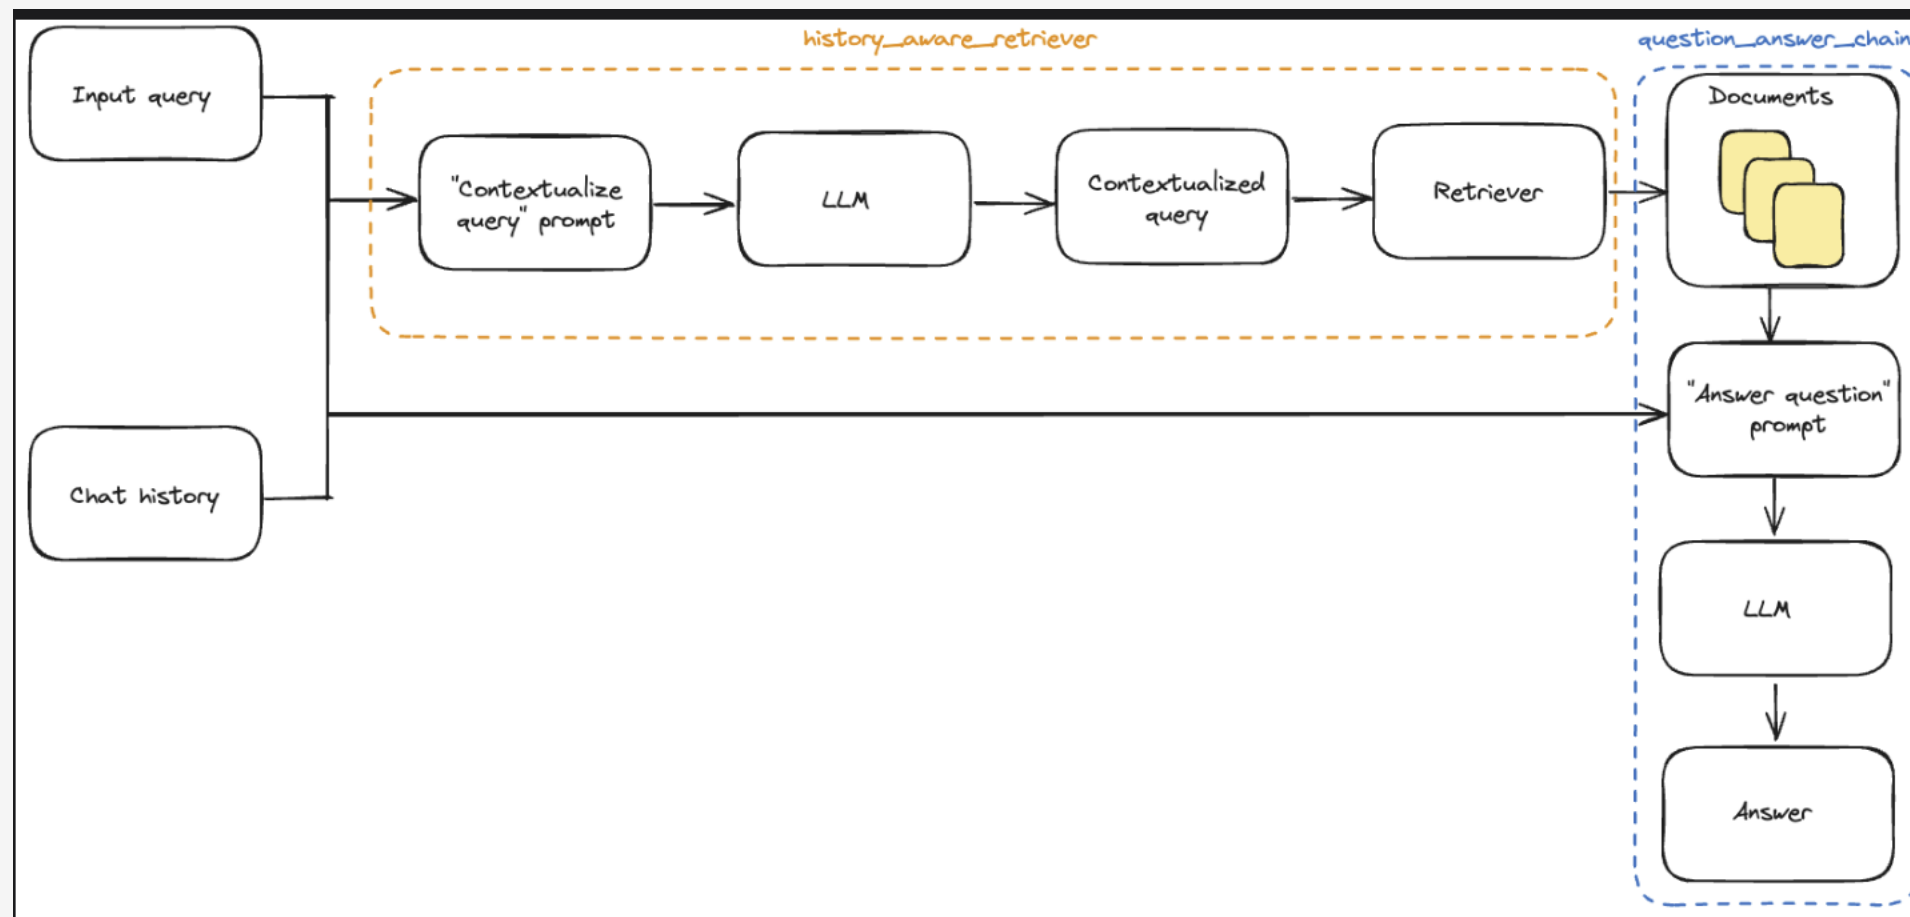 history_aware_retriever
question_answer_chain
Input query
Documents
"Contextualize
query" prompt
LLM
Contextualized
query
Retriever
"Answer question"
prompt
Chat history
LLM
Answer